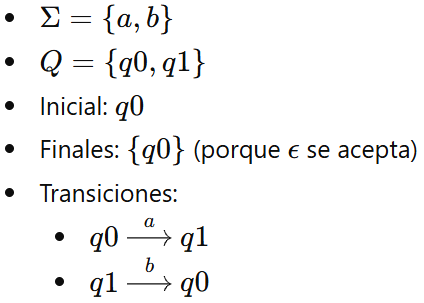 • Σ = {a, b}
• Q = {q0, q1}
• Inicial: q0
• Finales: {q0} (porque ϵ se acepta)
• Transiciones:
• q0 —a→ q1
• q1 —b→ q0